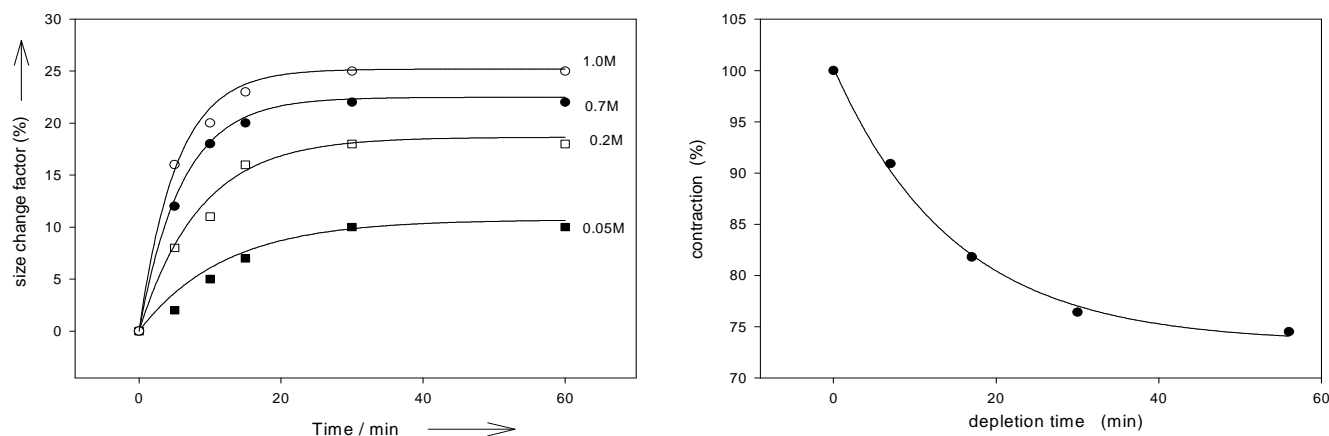 30
25
20
15
10
5
0
size change factor (%)
1.0M
0.7M
0.2M
0.05M
0 20 40 60
Time / min
105
100
95
90
85
80
75
70
contraction (%)
0 20 40 60
depletion time (min)